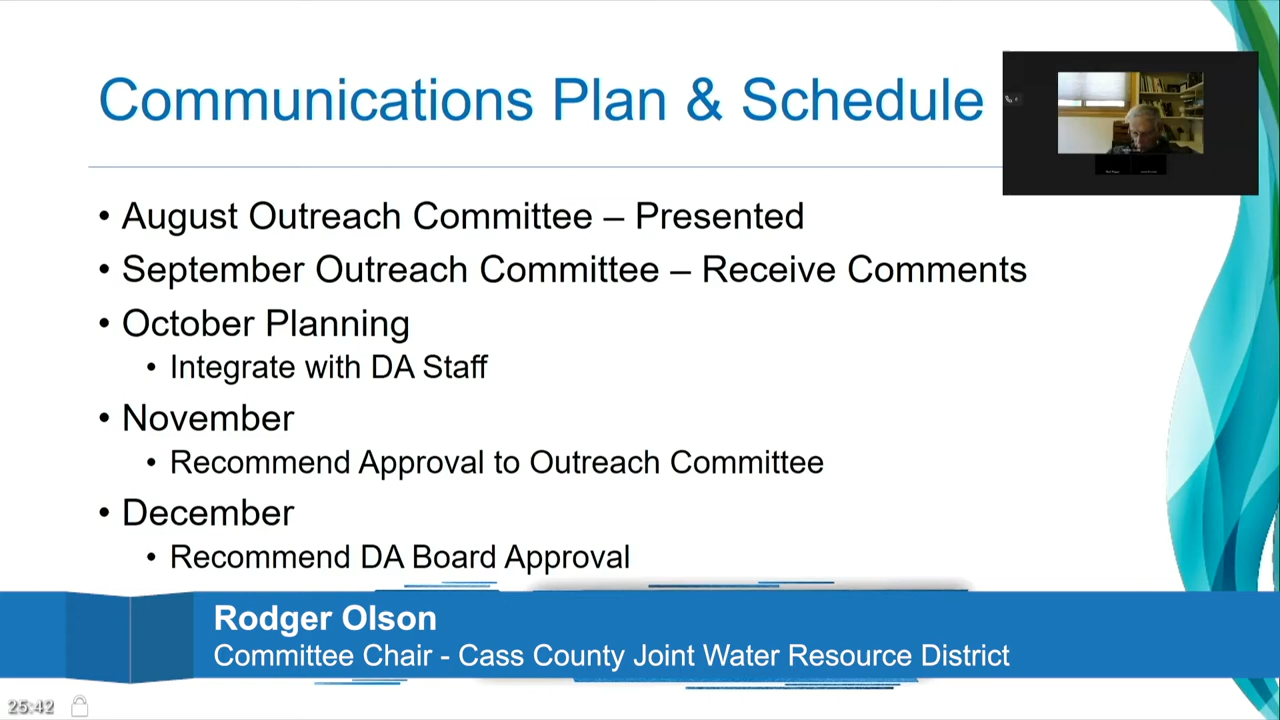 Communications Plan & Schedule
• August Outreach Committee – Presented
• September Outreach Committee – Receive Comments
• October Planning
• Integrate with DA Staff
• November
• Recommend Approval to Outreach Committee
• December
• Recommend DA Board Approval
Rodger Olson
Committee Chair - Cass County Joint Water Resource District
25:42